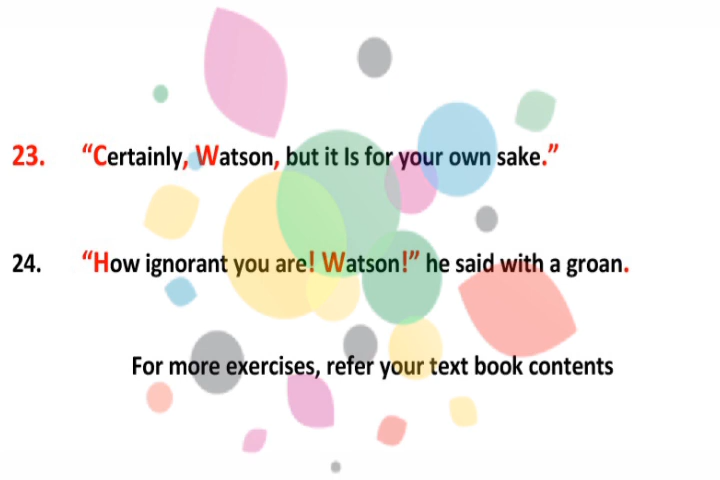 23. “Certainly, Watson, but it Is for your own sake.”
24. “How ignorant you are! Watson!” he said with a groan.
For more exercises, refer your text book contents